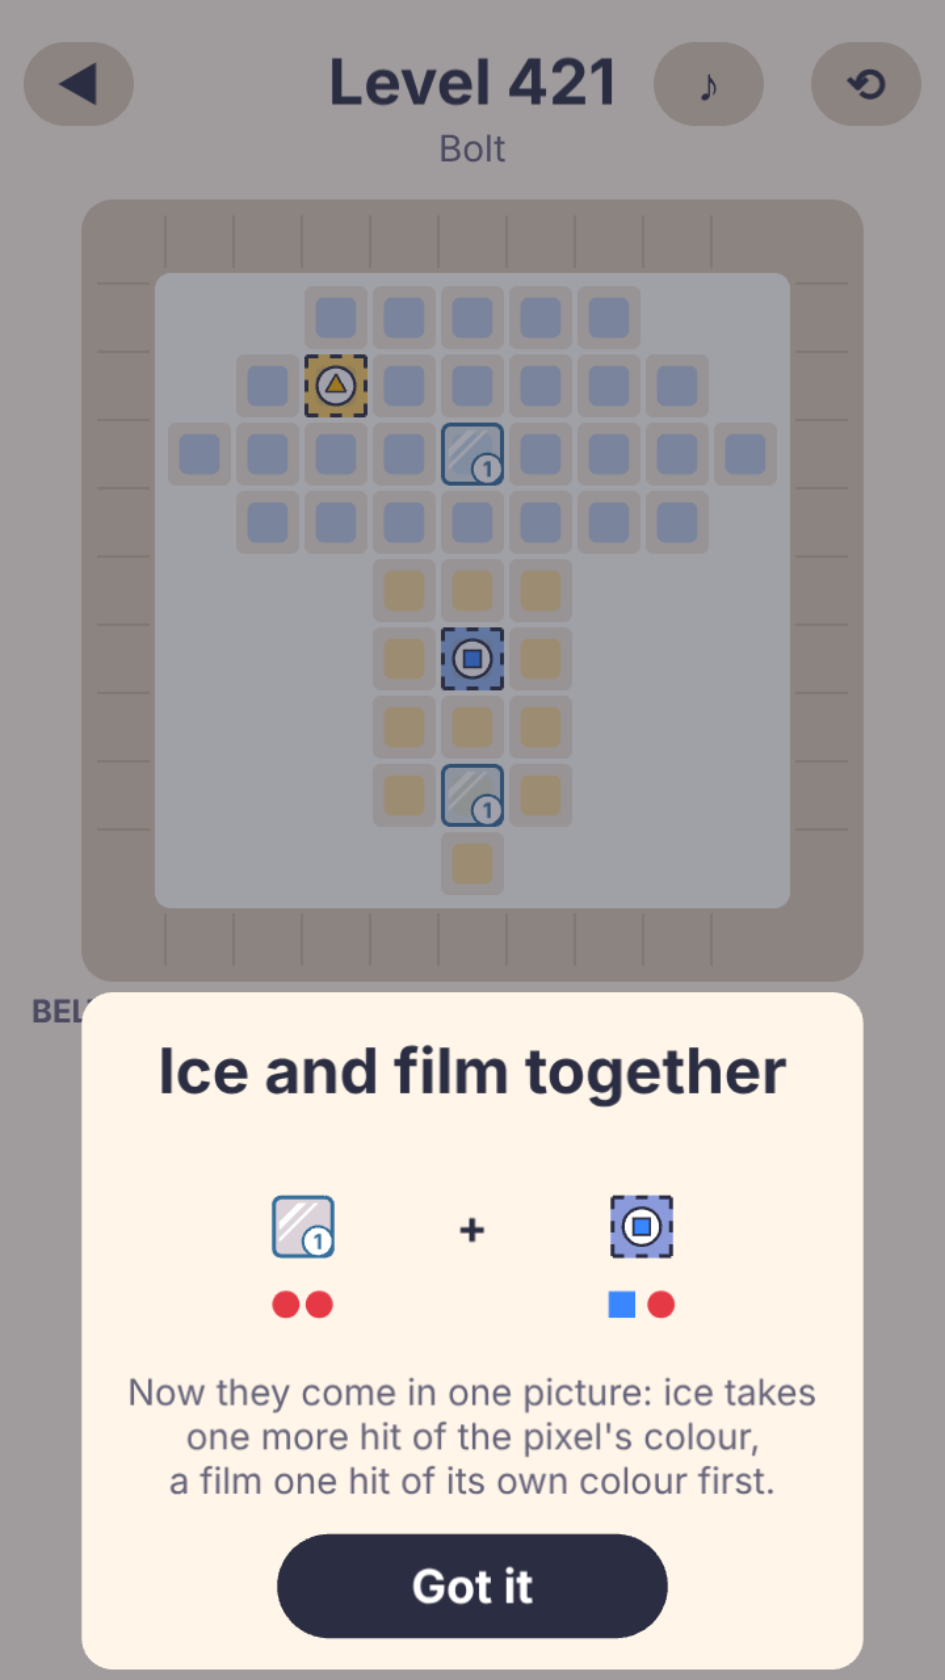 Level 421
♪
Bolt
1
1
BEL
Ice and film together
1
+
Now they come in one picture: ice takes
one more hit of the pixel's colour,
a film one hit of its own colour first.
Got it